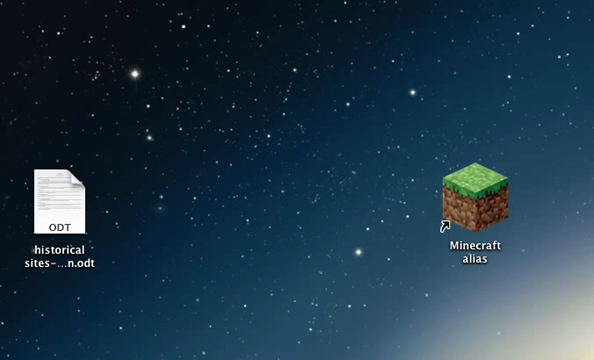 ODT
historical
sites-...n.odt
Minecraft
alias